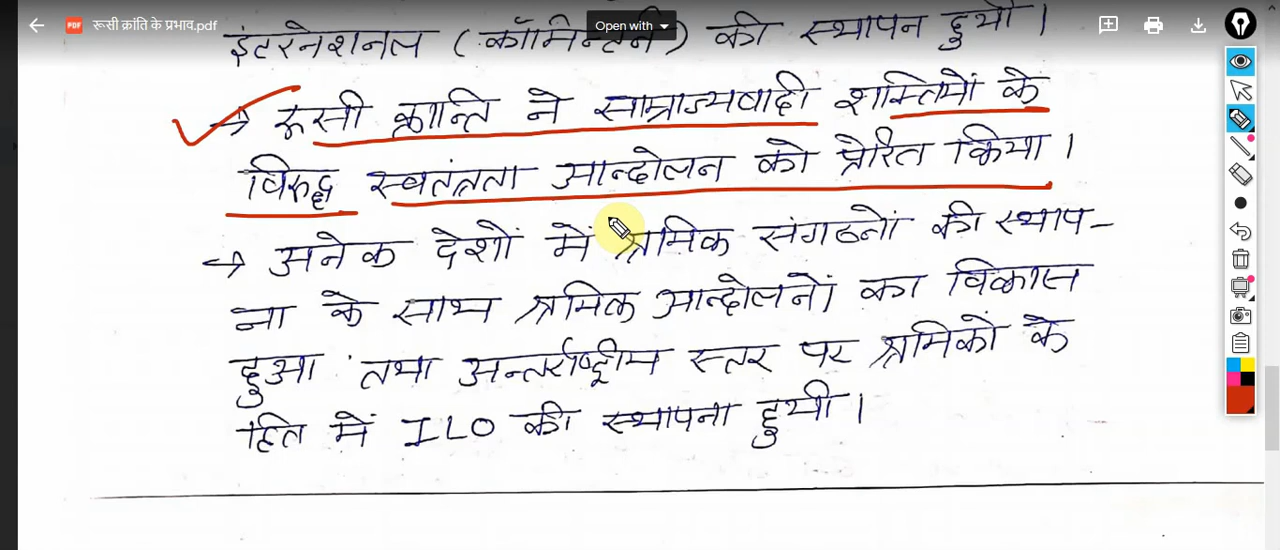 रूसी क्रांति के प्रभाव.pdf
Open with
इंटरनेशनल (कॉमिन्टर्न) की स्थापन हुयी।
→ रूसी क्रान्ति ने साम्राज्यवादी शक्तियों के
विरुद्ध स्वतंत्रता आन्दोलन को प्रेरित किया।
→ अनेक देशों में श्रमिक संगठनों की स्थाप-
ना के साथ श्रमिक आन्दोलनों का विकास
हुआ तथा अन्तर्राष्ट्रीय स्तर पर श्रमिकों के
हित में ILO की स्थापना हुयी।